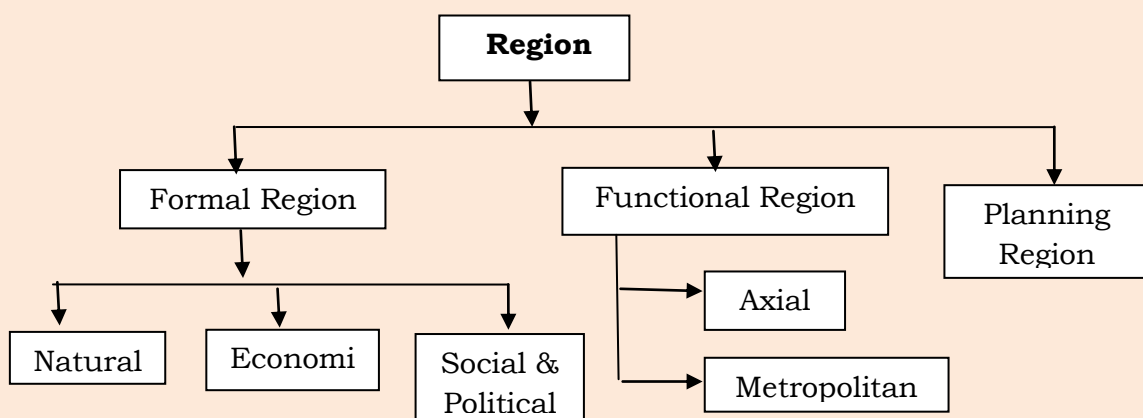 Region
Formal Region
Functional Region
Planning
Region
Natural
Economi
Social &
Political
Axial
Metropolitan